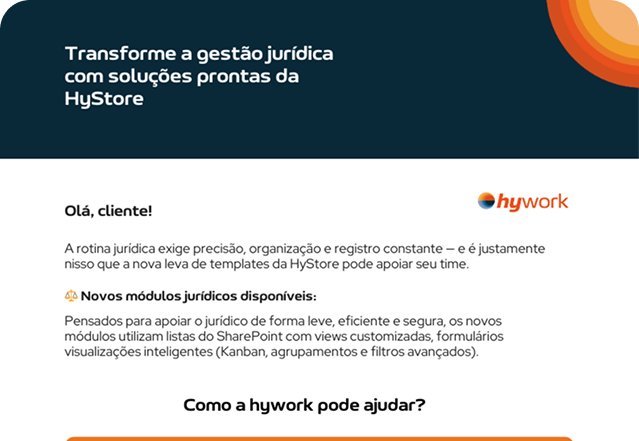 Transforme a gestão jurídica
com soluções prontas da
HyStore
hywork
Olá, cliente!
A rotina jurídica exige precisão, organização e registro constante — e é justamente
nisso que a nova leva de templates da HyStore pode apoiar seu time.
Novos módulos jurídicos disponíveis:
Pensados para apoiar o jurídico de forma leve, eficiente e segura, os novos
módulos utilizam listas do SharePoint com views customizadas, formulários
visualizações inteligentes (Kanban, agrupamentos e filtros avançados).
Como a hywork pode ajudar?